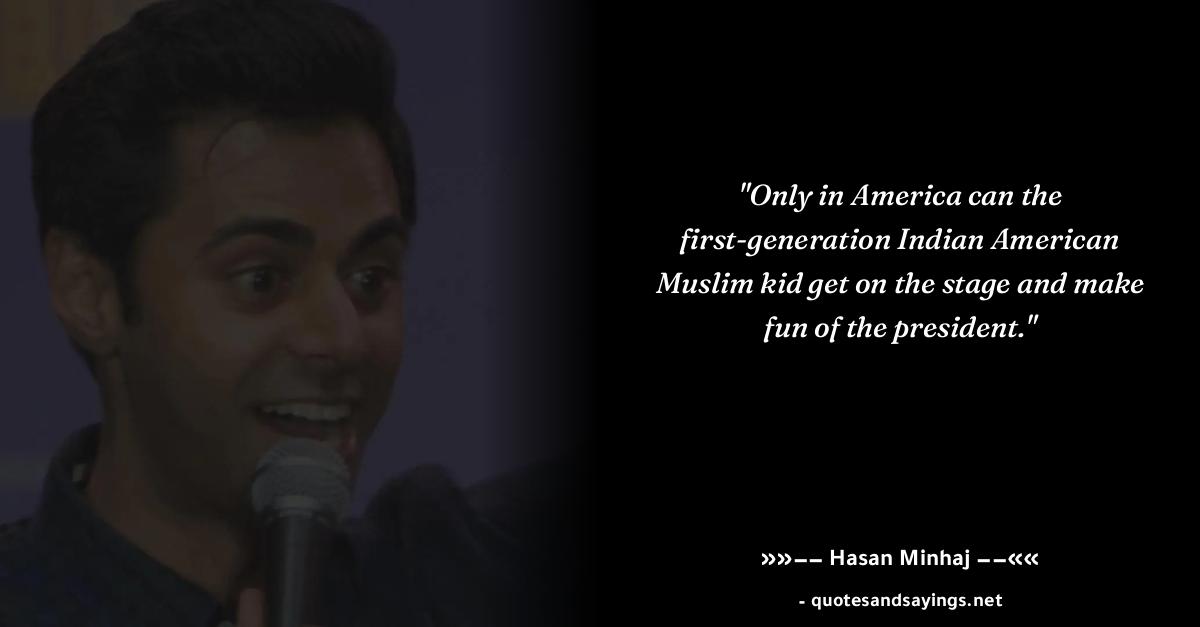 "Only in America can the
first-generation Indian American
Muslim kid get on the stage and make
fun of the president."
»»−− Hasan Minhaj −−««
- quotesandsayings.net